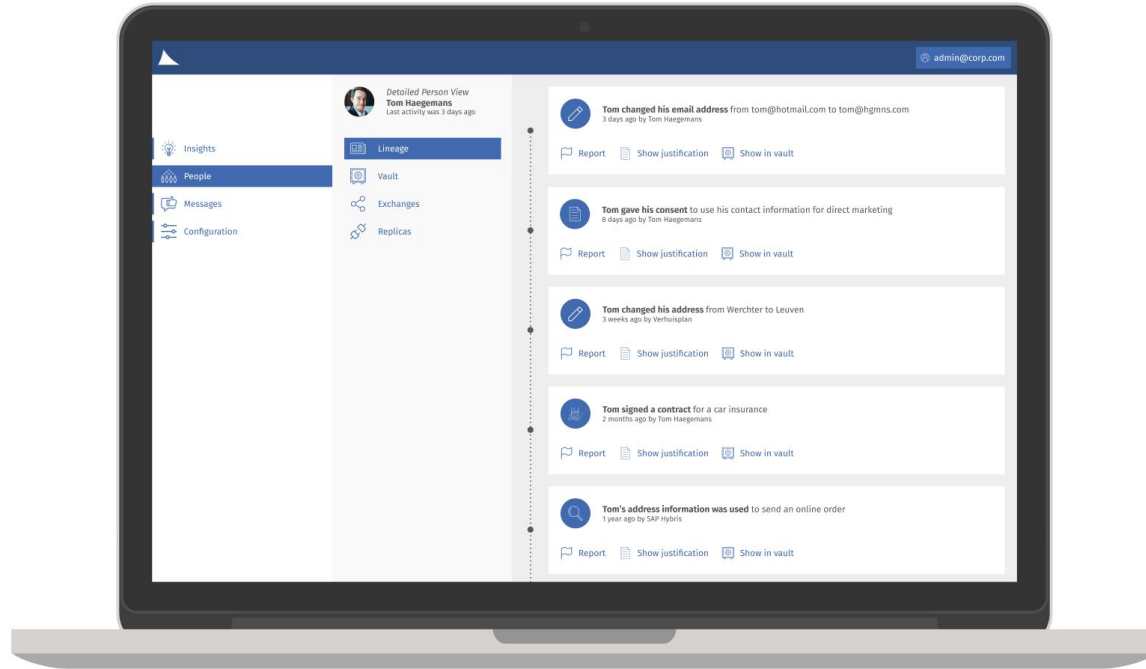 admin@corp.com
Insights
People
Messages
Configuration
Detailed Person View
Tom Haegemans
Last activity was 3 days ago
Lineage
Vault
Exchanges
Replicas
Tom changed his email address from tom@hotmail.com to tom@hgmns.com
3 days ago by Tom Haegemans
Report Show justification Show in vault
Tom gave his consent to use his contact information for direct marketing
8 days ago by Tom Haegemans
Report Show justification Show in vault
Tom changed his address from Werchter to Leuven
3 weeks ago by Verhuisplan
Report Show justification Show in vault
Tom signed a contract for a car insurance
2 months ago by Tom Haegemans
Report Show justification Show in vault
Tom's address information was used to send an online order
1 year ago by SAP Hybris
Report Show justification Show in vault